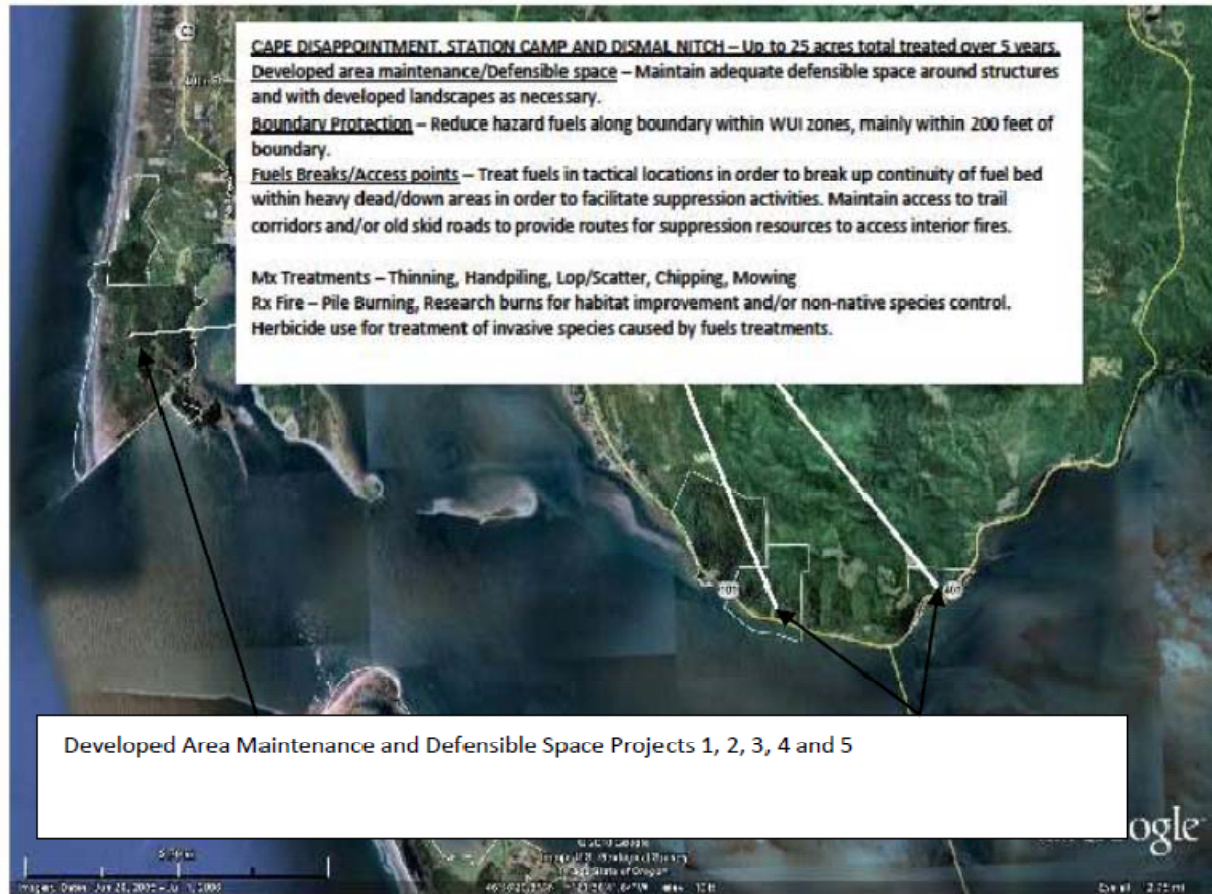 CAPE DISAPPOINTMENT, STATION CAMP AND DISMAL NITCH – Up to 25 acres total treated over 5 years.
Developed area maintenance/Defensible space – Maintain adequate defensible space around structures
and with developed landscapes as necessary.
Boundary Protection – Reduce hazard fuels along boundary within WUI zones, mainly within 200 feet of
boundary.
Fuels Breaks/Access points – Treat fuels in tactical locations in order to break up continuity of fuel bed
within heavy dead/down areas in order to facilitate suppression activities. Maintain access to trail
corridors and/or old skid roads to provide routes for suppression resources to access interior fires.
Mx Treatments – Thinning, Handpiling, Lop/Scatter, Chipping, Mowing
Rx Fire – Pile Burning, Research burns for habitat improvement and/or non-native species control.
Herbicide use for treatment of invasive species caused by fuels treatments.
101
401
Developed Area Maintenance and Defensible Space Projects 1, 2, 3, 4 and 5
ogle
Google
State of Oregon